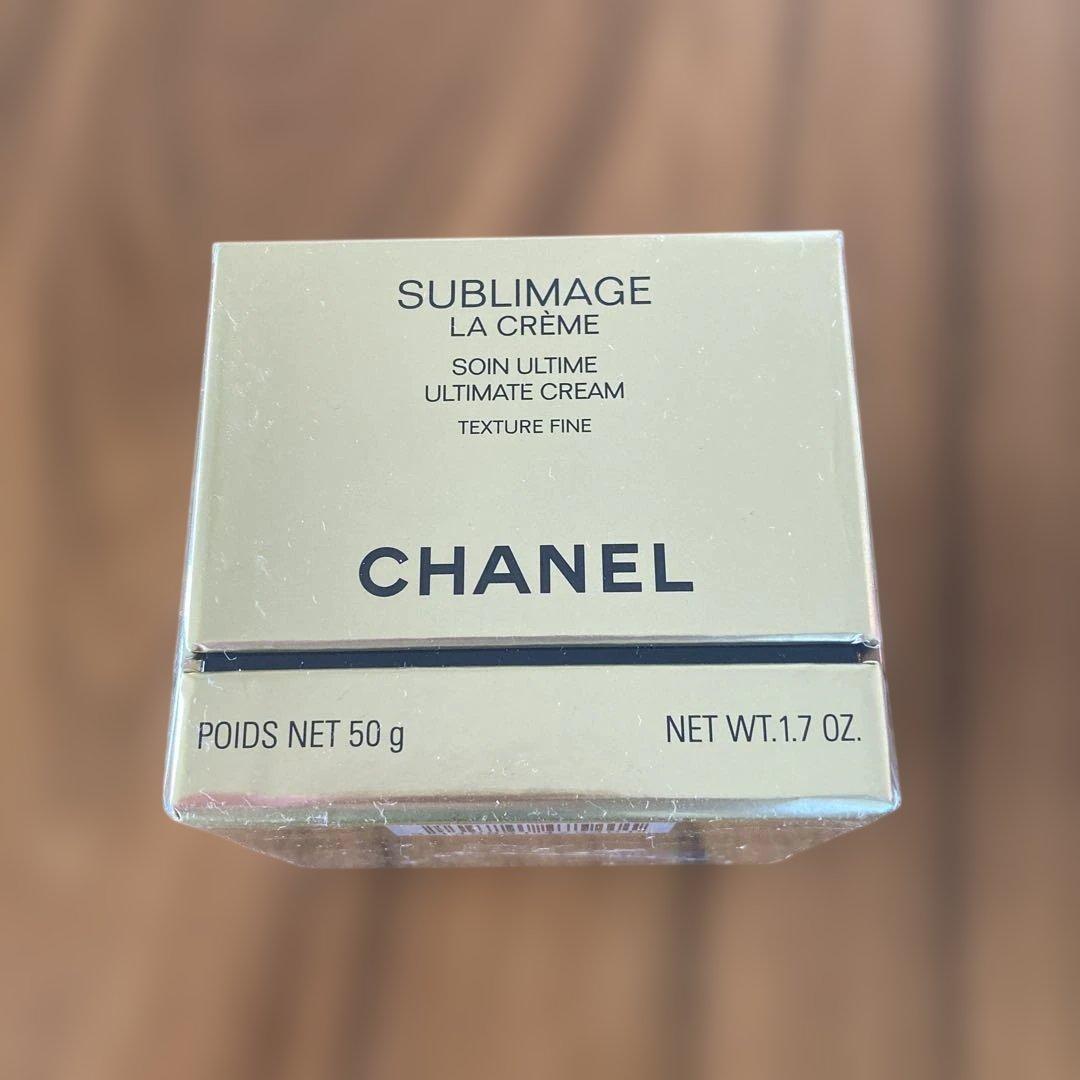 SUBLIMAGE
LA CRÈME
SOIN ULTIME
ULTIMATE CREAM
TEXTURE FINE
CHANEL
POIDS NET 50 g
NET WT.1.7 OZ.